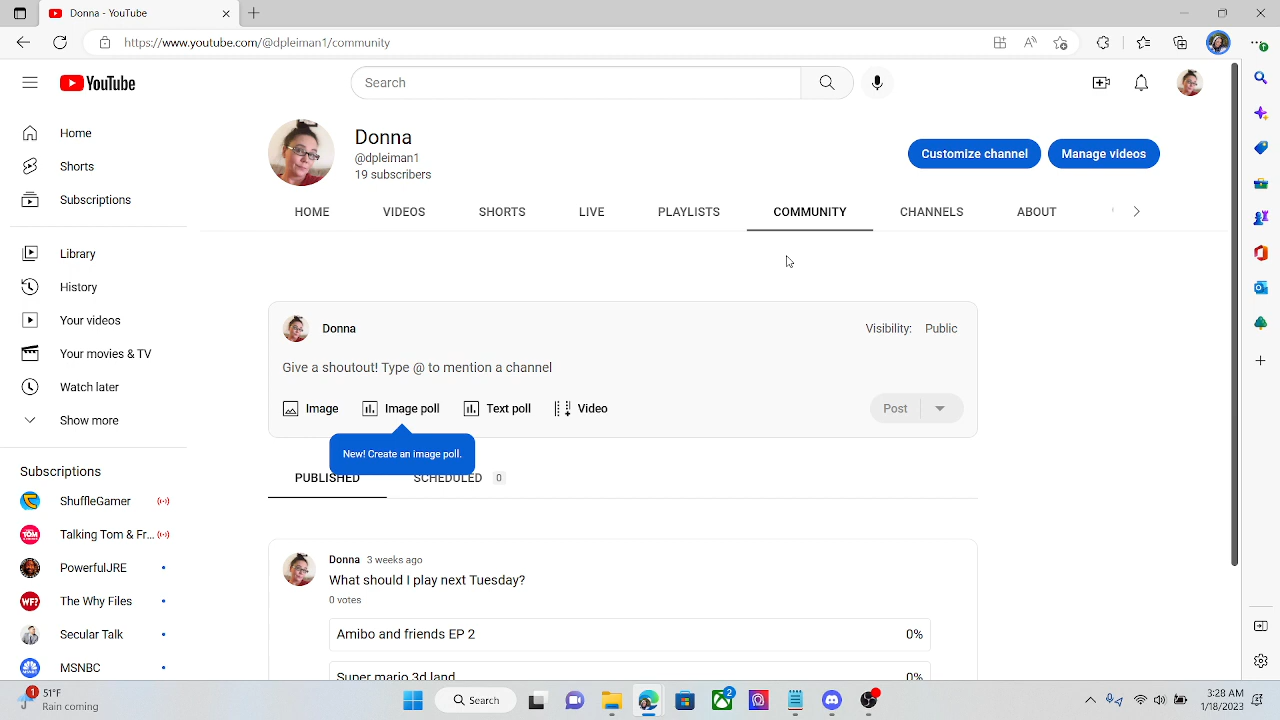 Donna - YouTube
https://www.youtube.com/@dpleiman1/community
YouTube
Search
Donna
@dpleiman1
19 subscribers
Customize channel
Manage videos
HOME
VIDEOS
SHORTS
LIVE
PLAYLISTS
COMMUNITY
CHANNELS
ABOUT
Home
Shorts
Subscriptions
Library
History
Your videos
Your movies & TV
Watch later
Show more
Subscriptions
ShuffleGamer
Talking Tom & Fr...
PowerfulJRE
The Why Files
Secular Talk
MSNBC
Donna
Visibility: Public
Give a shoutout! Type @ to mention a channel
Image
Image poll
Text poll
Video
Post
New! Create an image poll.
PUBLISHED
SCHEDULED 0
Donna 3 weeks ago
What should I play next Tuesday?
0 votes
Amibo and friends EP 2 0%
Super mario 3d land 0%
1
51°F
Rain coming
Search
2
3:28 AM
1/18/2023